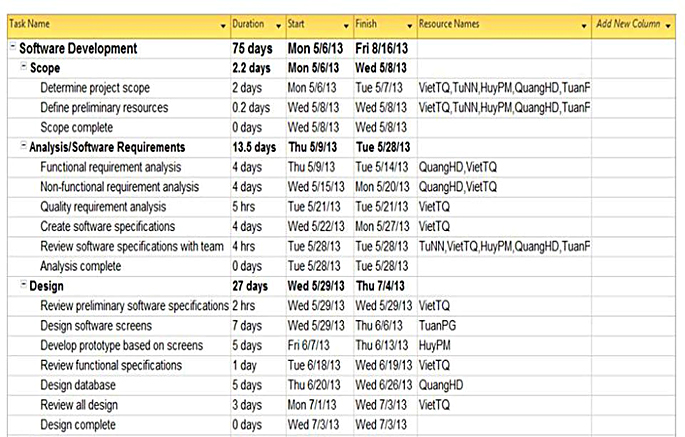 Task Name Duration Start Finish Resource Names Add New Column
Software Development 75 days Mon 5/6/13 Fri 8/16/13
Scope 2.2 days Mon 5/6/13 Wed 5/8/13
Determine project scope 2 days Mon 5/6/13 Tue 5/7/13 VietTQ,TuNN,HuyPM,QuangHD,TuanF
Define preliminary resources 0.2 days Wed 5/8/13 Wed 5/8/13 VietTQ,TuNN,HuyPM,QuangHD,TuanF
Scope complete 0 days Wed 5/8/13 Wed 5/8/13
Analysis/Software Requirements 13.5 days Thu 5/9/13 Tue 5/28/13
Functional requirement analysis 4 days Thu 5/9/13 Tue 5/14/13 QuangHD,VietTQ
Non-functional requirement analysis 4 days Wed 5/15/13 Mon 5/20/13 QuangHD,VietTQ
Quality requirement analysis 5 hrs Tue 5/21/13 Tue 5/21/13 VietTQ
Create software specifications 4 days Wed 5/22/13 Mon 5/27/13 VietTQ
Review software specifications with team 4 hrs Tue 5/28/13 Tue 5/28/13 TuNN,VietTQ,HuyPM,QuangHD,TuanF
Analysis complete 0 days Tue 5/28/13 Tue 5/28/13
Design 27 days Wed 5/29/13 Thu 7/4/13
Review preliminary software specifications 2 hrs Wed 5/29/13 Wed 5/29/13 VietTQ
Design software screens 7 days Wed 5/29/13 Thu 6/6/13 TuanPG
Develop prototype based on screens 5 days Fri 6/7/13 Thu 6/13/13 HuyPM
Review functional specifications 1 day Tue 6/18/13 Wed 6/19/13 VietTQ
Design database 5 days Thu 6/20/13 Wed 6/26/13 QuangHD
Review all design 3 days Mon 7/1/13 Wed 7/3/13 VietTQ
Design complete 0 days Wed 7/3/13 Wed 7/3/13